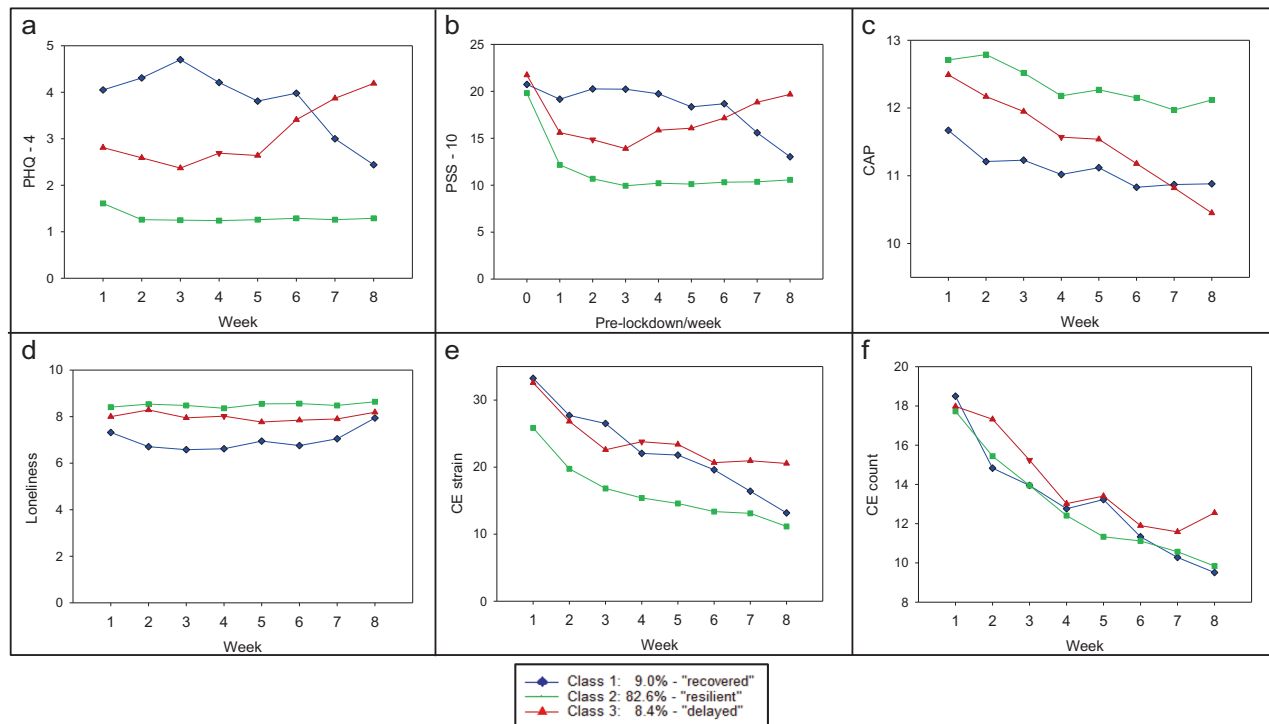 a
PHQ - 4
5
4
3
2
1
0
1 2 3 4 5 6 7 8
Week
b
PSS - 10
25
20
15
10
5
0
0 1 2 3 4 5 6 7 8
Pre-lockdown/week
c
CAP
13
12
11
10
1 2 3 4 5 6 7 8
Week
d
Loneliness
10
8
6
4
2
0
1 2 3 4 5 6 7 8
Week
e
CE strain
30
20
10
0
1 2 3 4 5 6 7 8
Week
f
CE count
20
18
16
14
12
10
8
1 2 3 4 5 6 7 8
Week
Class 1: 9.0% - "recovered"
Class 2: 82.6% - "resilient"
Class 3: 8.4% - "delayed"